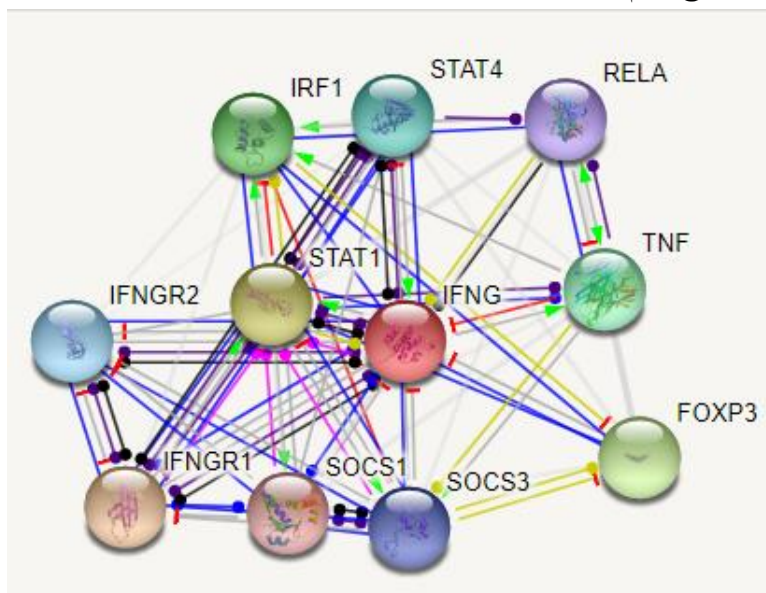 STAT4
RELA
IRF1
TNF
STAT1
IFNGR2
IFNG
FOXP3
IFNGR1
SOCS1
SOCS3